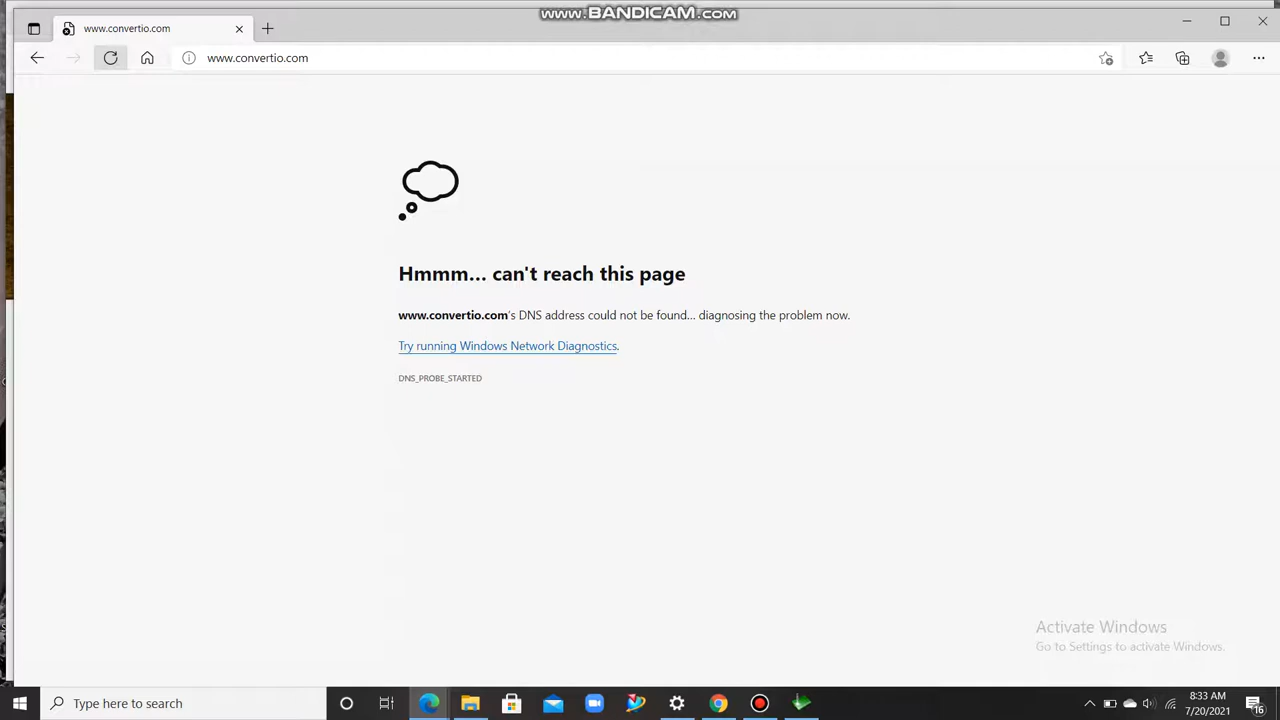 www.BANDICAM.com
www.convertio.com
www.convertio.com
Hmmm... can't reach this page
www.convertio.com's DNS address could not be found... diagnosing the problem now.
Try running Windows Network Diagnostics.
DNS_PROBE_STARTED
Activate Windows
Go to Settings to activate Windows.
Type here to search
8:33 AM
7/20/2021
16